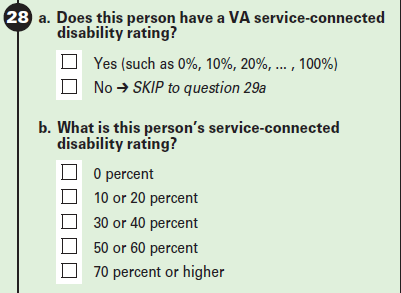 28 a. Does this person have a VA service-connected
disability rating?
Yes (such as 0%, 10%, 20%, ... , 100%)
No → SKIP to question 29a
b. What is this person's service-connected
disability rating?
0 percent
10 or 20 percent
30 or 40 percent
50 or 60 percent
70 percent or higher